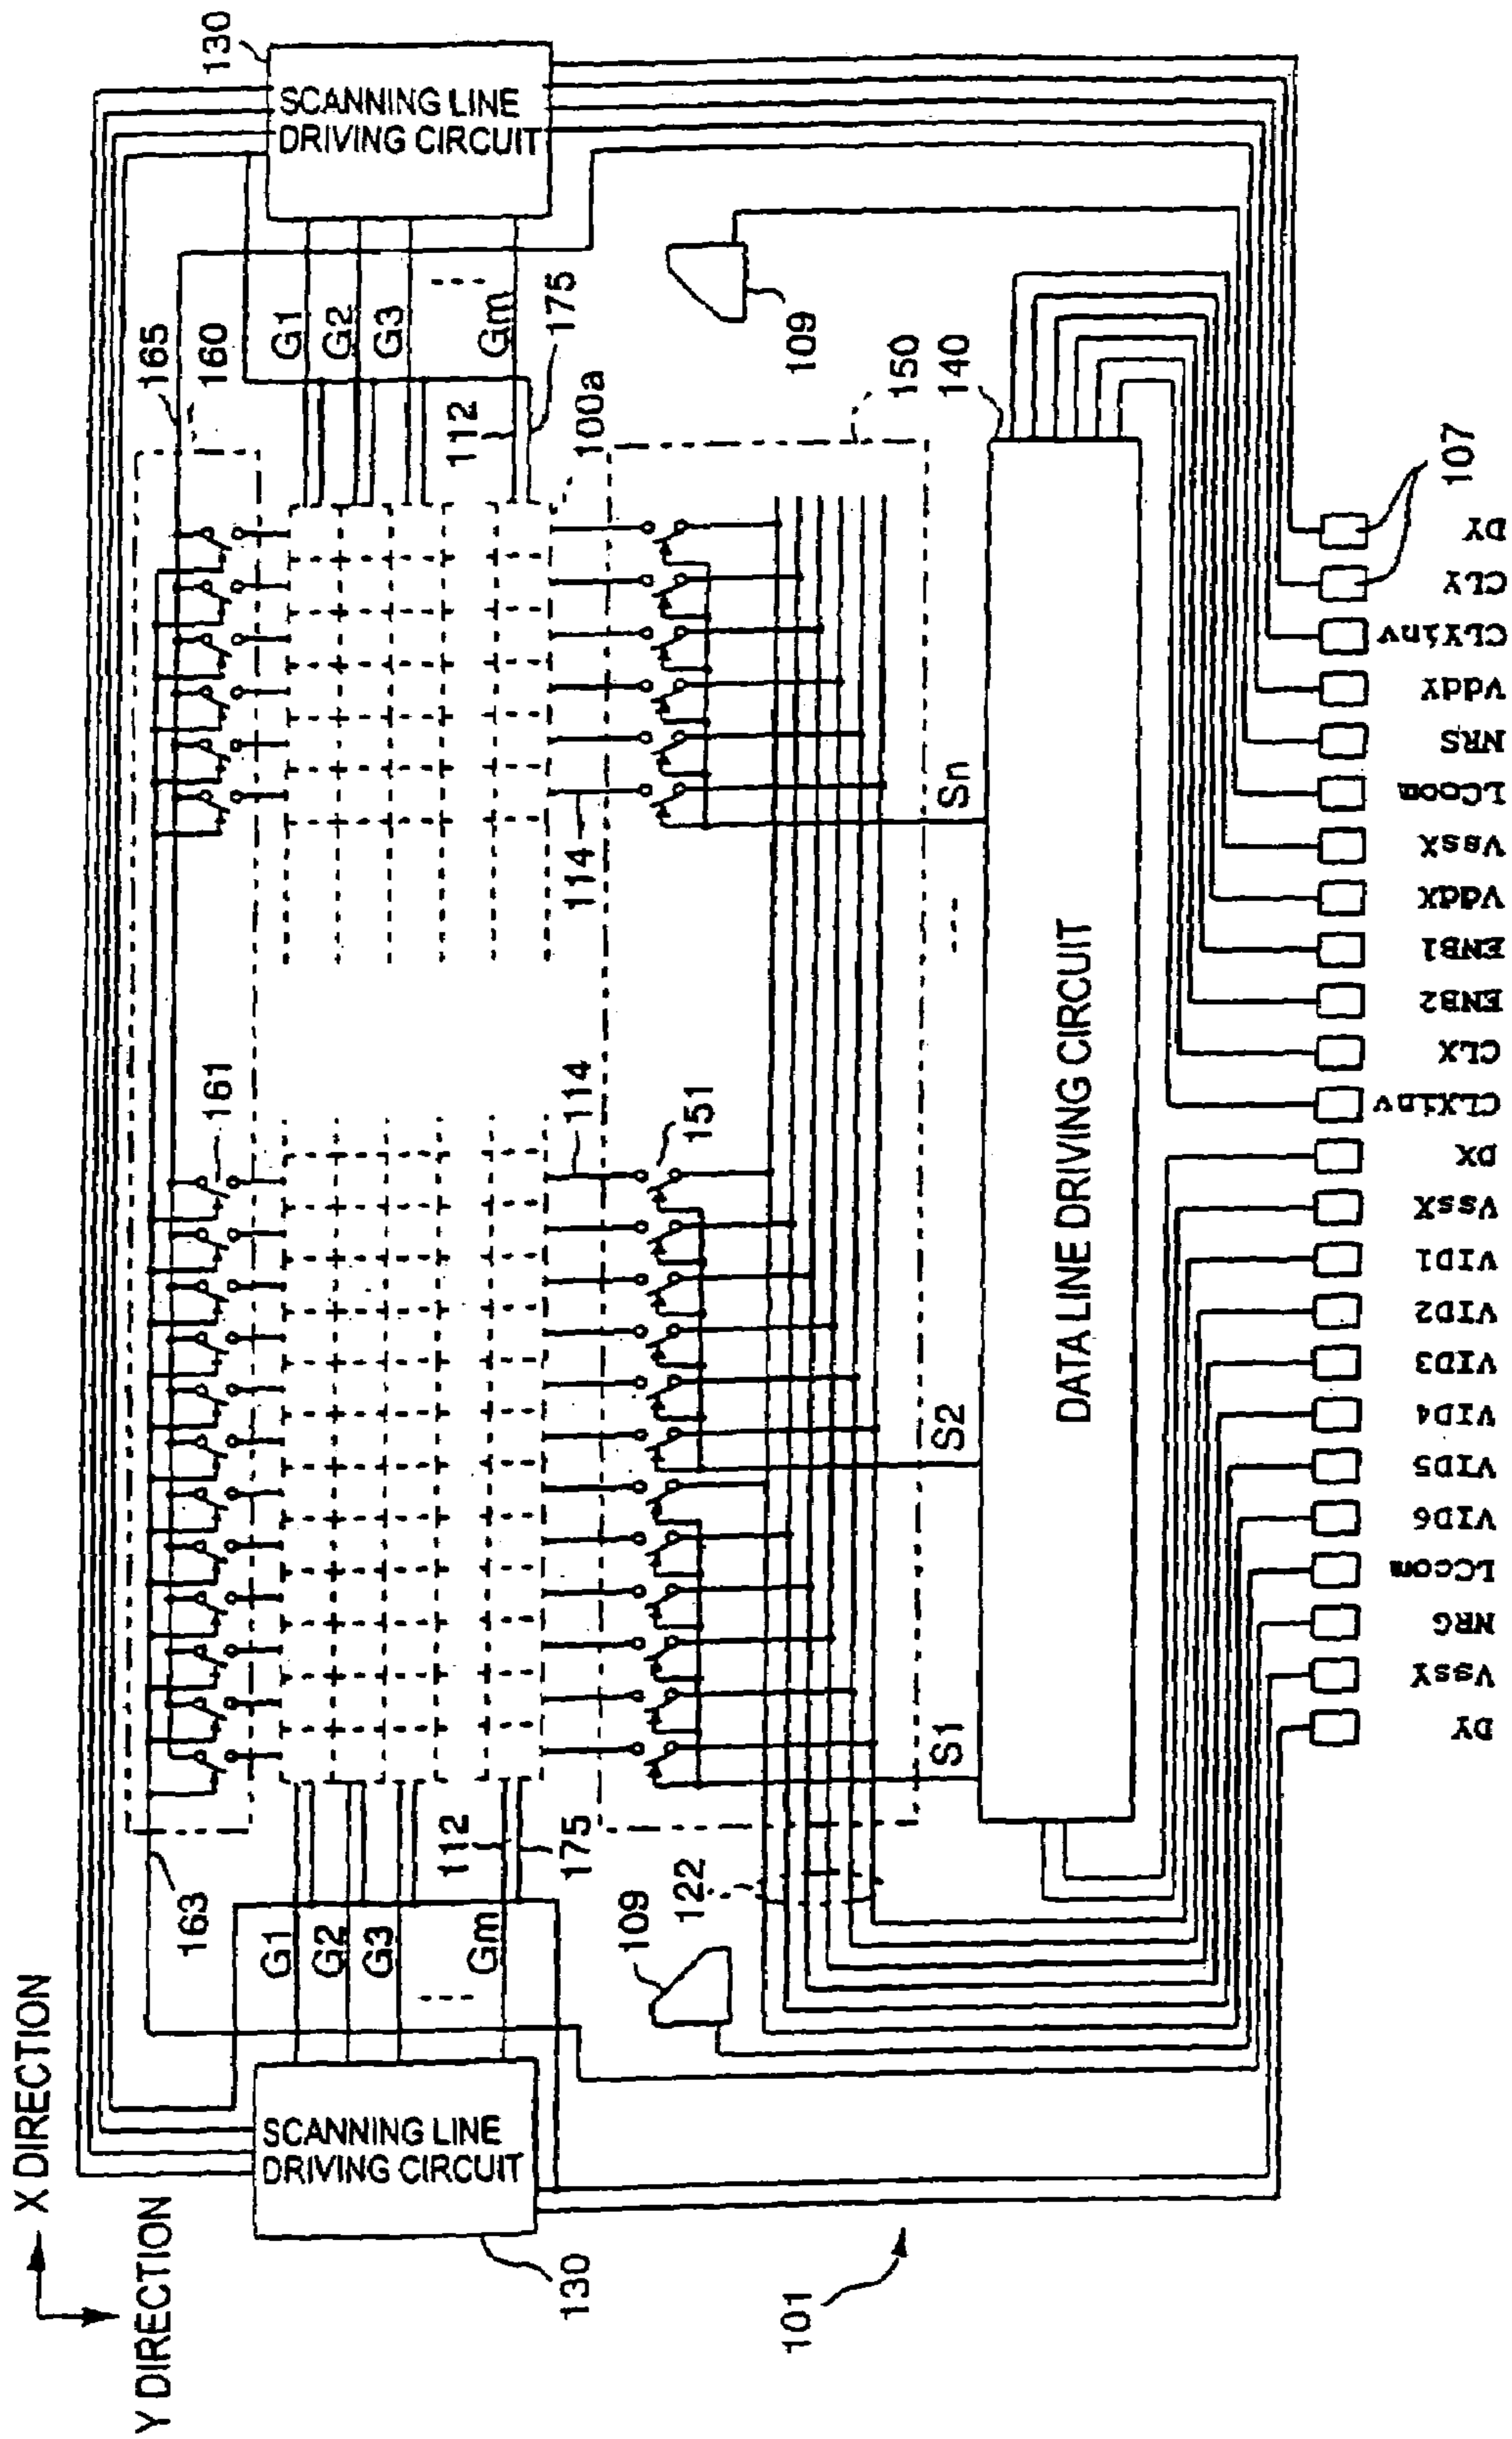 X DIRECTION
Y DIRECTION
163
161
165
160
130
SCANNING LINE
DRIVING CIRCUIT
SCANNING LINE
DRIVING CIRCUIT
130
G1
G2
G3
Gm
G1
G2
G3
Gm
112
175
112
175
100a
114
114
109
122
151
109
150
140
S1
S2
Sn
DATA LINE DRIVING CIRCUIT
101
107
DY
VssY
NRG
LCcom
VID6
VID5
VID4
VID3
VID2
VID1
VssX
DX
CLXinv
CLX
ENB2
ENB1
VddX
VssX
LCcom
NRS
VddY
CLYinv
CLY
DY